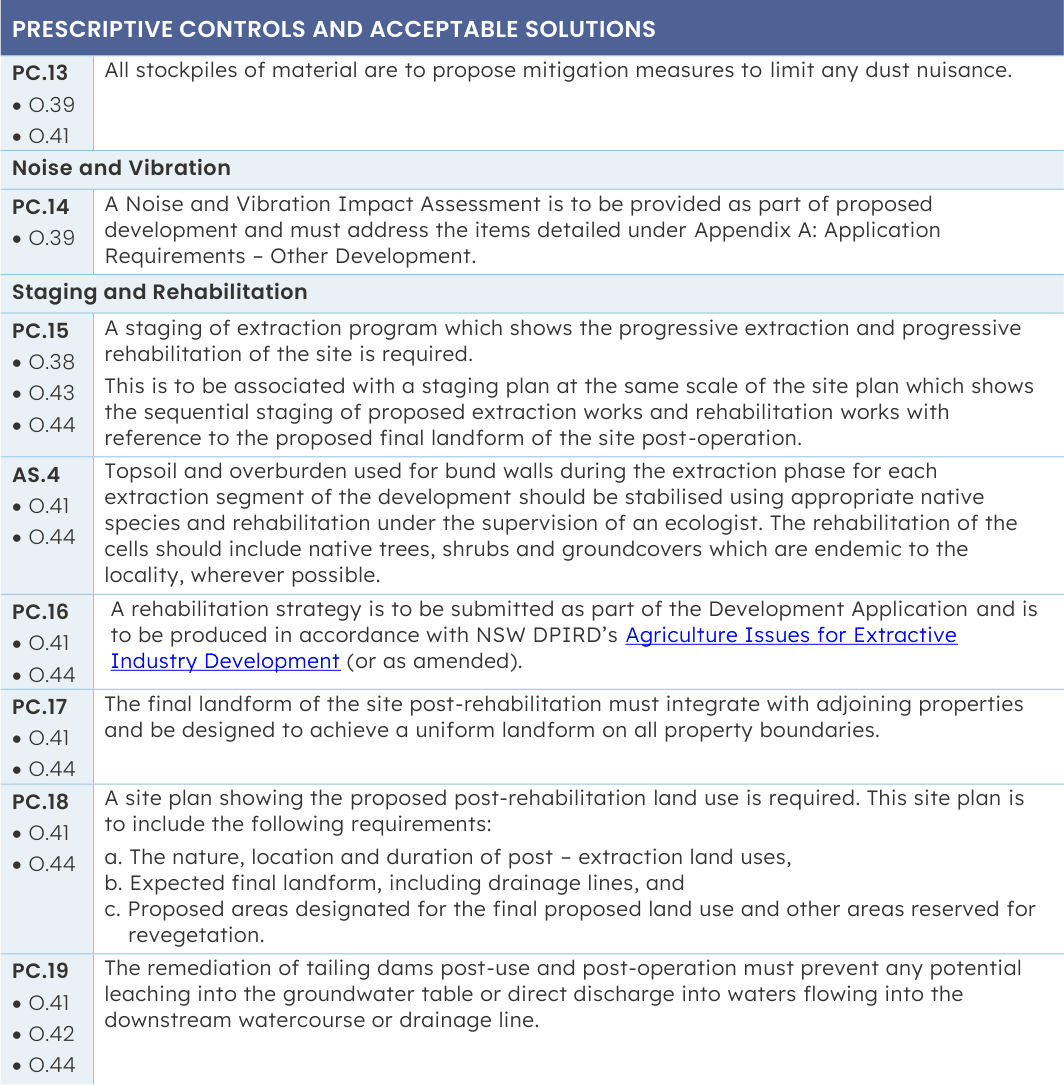 PRESCRIPTIVE CONTROLS AND ACCEPTABLE SOLUTIONS
PC.13
• O.39
• O.41
All stockpiles of material are to propose mitigation measures to limit any dust nuisance.
Noise and Vibration
PC.14
• O.39
A Noise and Vibration Impact Assessment is to be provided as part of proposed
development and must address the items detailed under Appendix A: Application
Requirements – Other Development.
Staging and Rehabilitation
PC.15
• O.38
• O.43
• O.44
A staging of extraction program which shows the progressive extraction and progressive
rehabilitation of the site is required.
This is to be associated with a staging plan at the same scale of the site plan which shows
the sequential staging of proposed extraction works and rehabilitation works with
reference to the proposed final landform of the site post-operation.
AS.4
• O.41
• O.44
Topsoil and overburden used for bund walls during the extraction phase for each
extraction segment of the development should be stabilised using appropriate native
species and rehabilitation under the supervision of an ecologist. The rehabilitation of the
cells should include native trees, shrubs and groundcovers which are endemic to the
locality, wherever possible.
PC.16
• O.41
• O.44
A rehabilitation strategy is to be submitted as part of the Development Application and is
to be produced in accordance with NSW DPIRD's Agriculture Issues for Extractive
Industry Development (or as amended).
PC.17
• O.41
• O.44
The final landform of the site post-rehabilitation must integrate with adjoining properties
and be designed to achieve a uniform landform on all property boundaries.
PC.18
• O.41
• O.44
A site plan showing the proposed post-rehabilitation land use is required. This site plan is
to include the following requirements:
a. The nature, location and duration of post – extraction land uses,
b. Expected final landform, including drainage lines, and
c. Proposed areas designated for the final proposed land use and other areas reserved for
revegetation.
PC.19
• O.41
• O.42
• O.44
The remediation of tailing dams post-use and post-operation must prevent any potential
leaching into the groundwater table or direct discharge into waters flowing into the
downstream watercourse or drainage line.